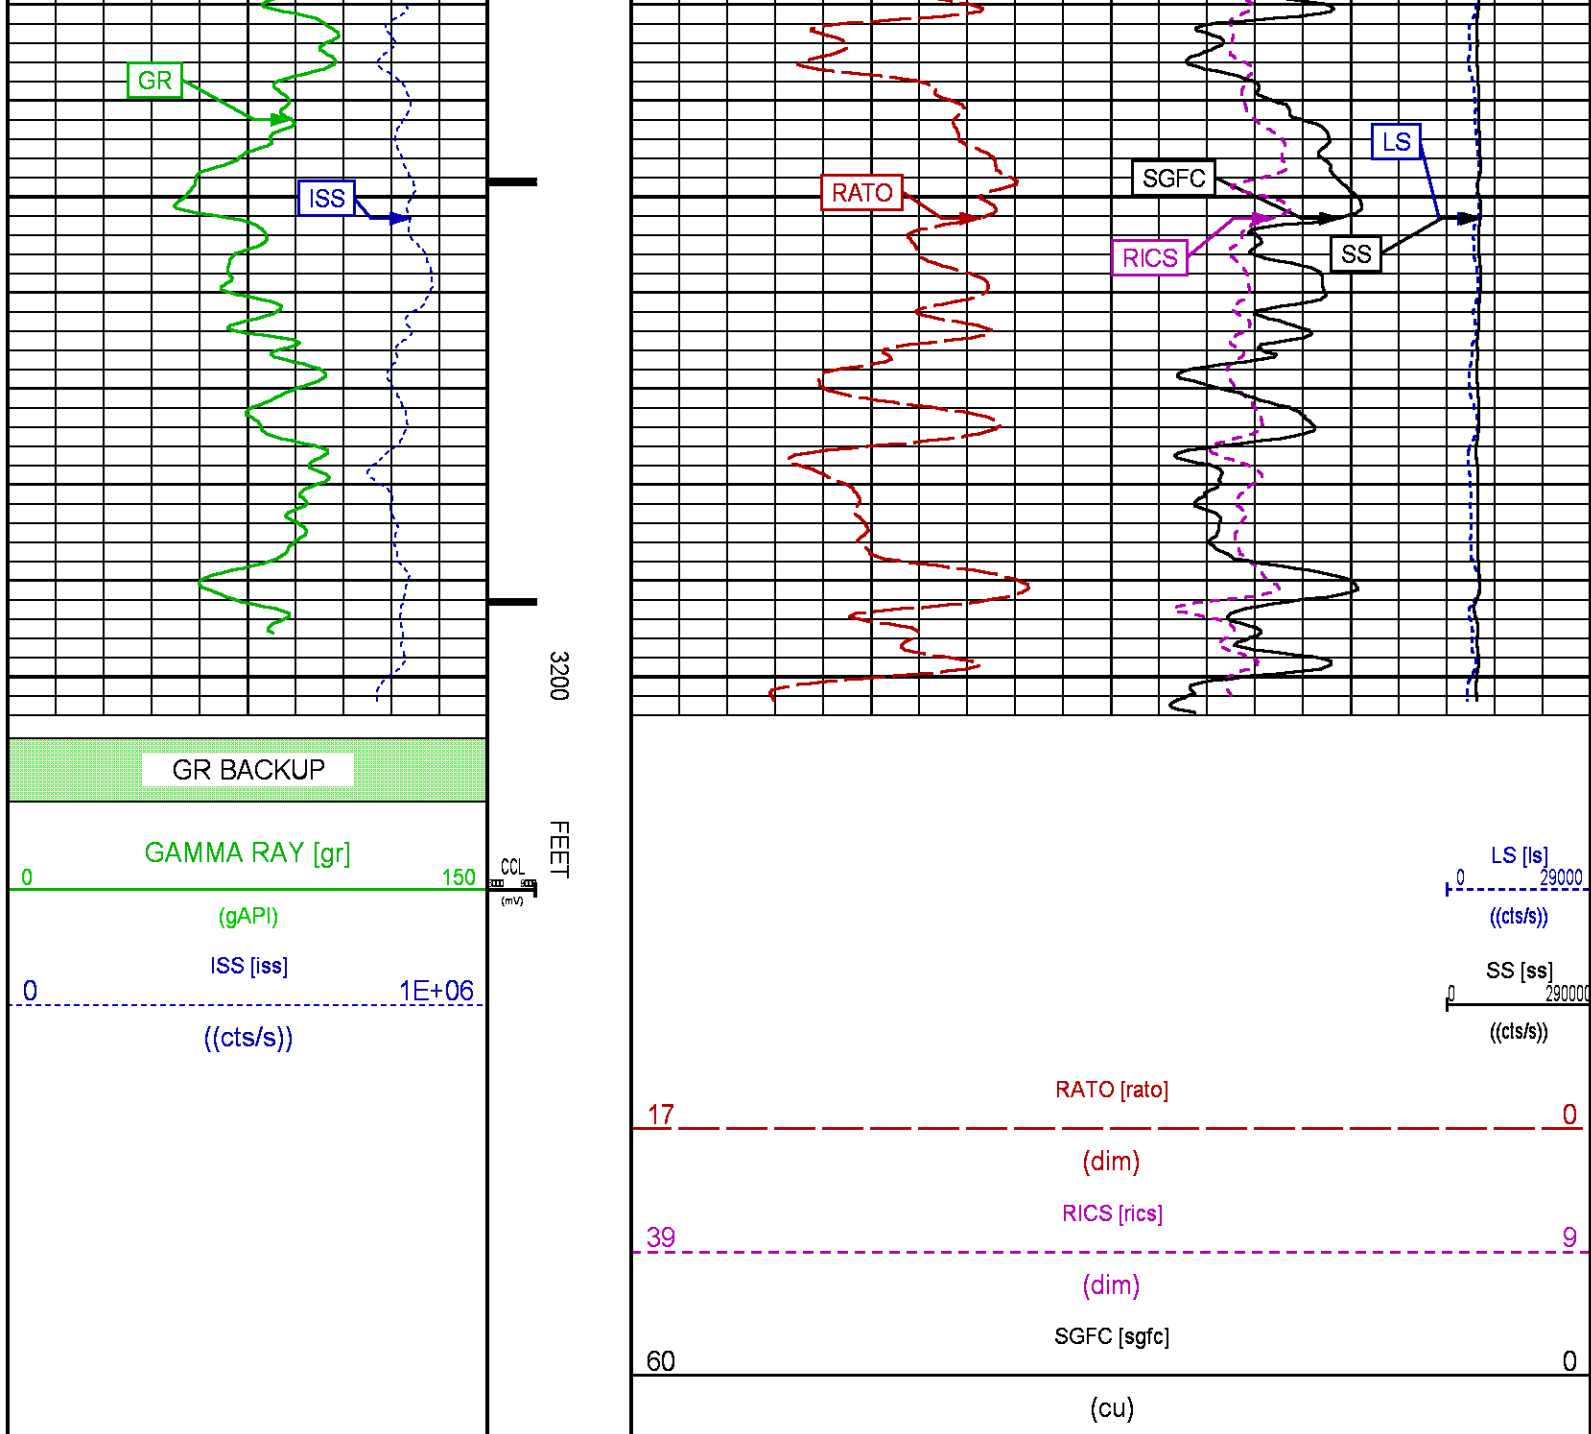 GR
ISS
RATO
SGFC
LS
RICS
SS
3200
GR BACKUP
FEET
GAMMA RAY [gr]
0 150
(gAPI)
CCL
(mV)
ISS [iss]
0 1E+06
((cts/s))
LS [ls]
0 29000
((cts/s))
SS [ss]
0 290000
((cts/s))
RATO [rato]
17 0
(dim)
RICS [rics]
39 9
(dim)
SGFC [sgfc]
60 0
(cu)